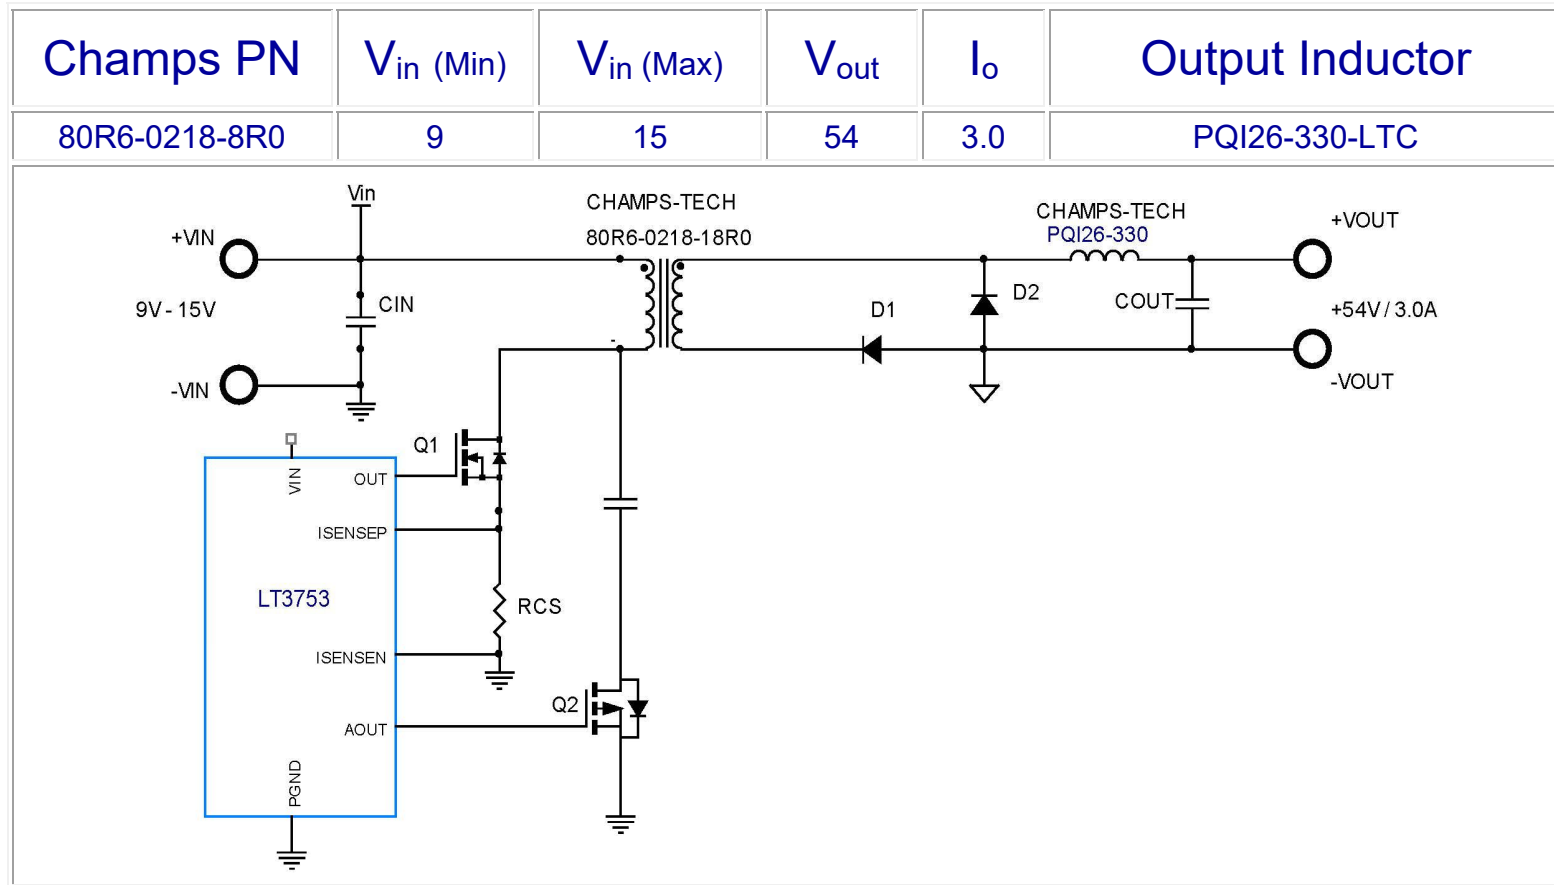 Champs PN Vin (Min) Vin (Max) Vout Io Output Inductor
80R6-0218-8R0 9 15 54 3.0 PQI26-330-LTC
Vin
CHAMPS-TECH
80R6-0218-18R0
CHAMPS-TECH
PQI26-330
+VIN
+VOUT
9V - 15V
CIN
D1
D2
COUT
+54V / 3.0A
-VIN
-VOUT
Q1
VIN
OUT
ISENSEP
LT3753
RCS
ISENSEN
Q2
AOUT
PGND